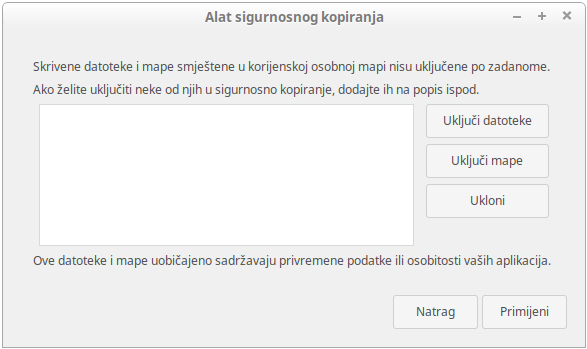 Alat sigurnosnog kopiranja
Skrivene datoteke i mape smještene u korijenskoj osobnoj mapi nisu uključene po zadanome.
Ako želite uključiti neke od njih u sigurnosno kopiranje, dodajte ih na popis ispod.
Uključi datoteke
Uključi mape
Ukloni
Ove datoteke i mape uobičajeno sadržavaju privremene podatke ili osobitosti vaših aplikacija.
Natrag
Primijeni